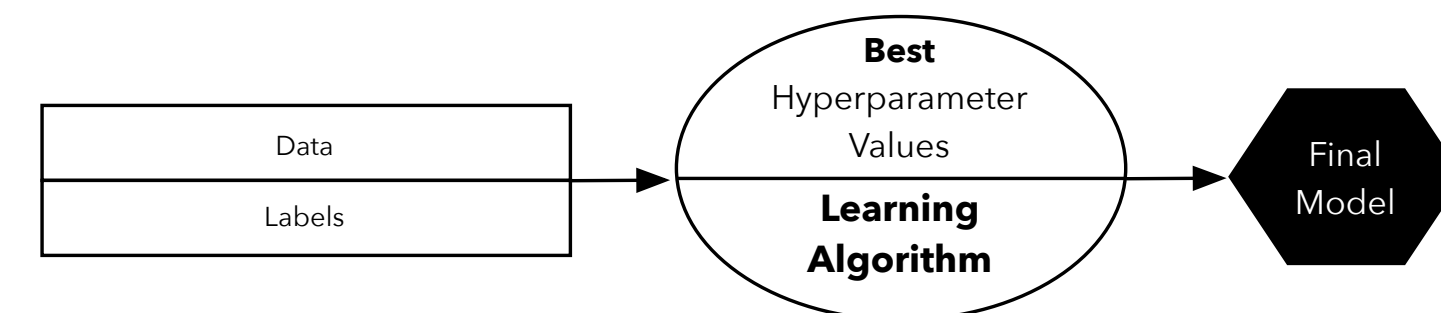 Data
Labels
Best
Hyperparameter
Values
Learning
Algorithm
Final
Model